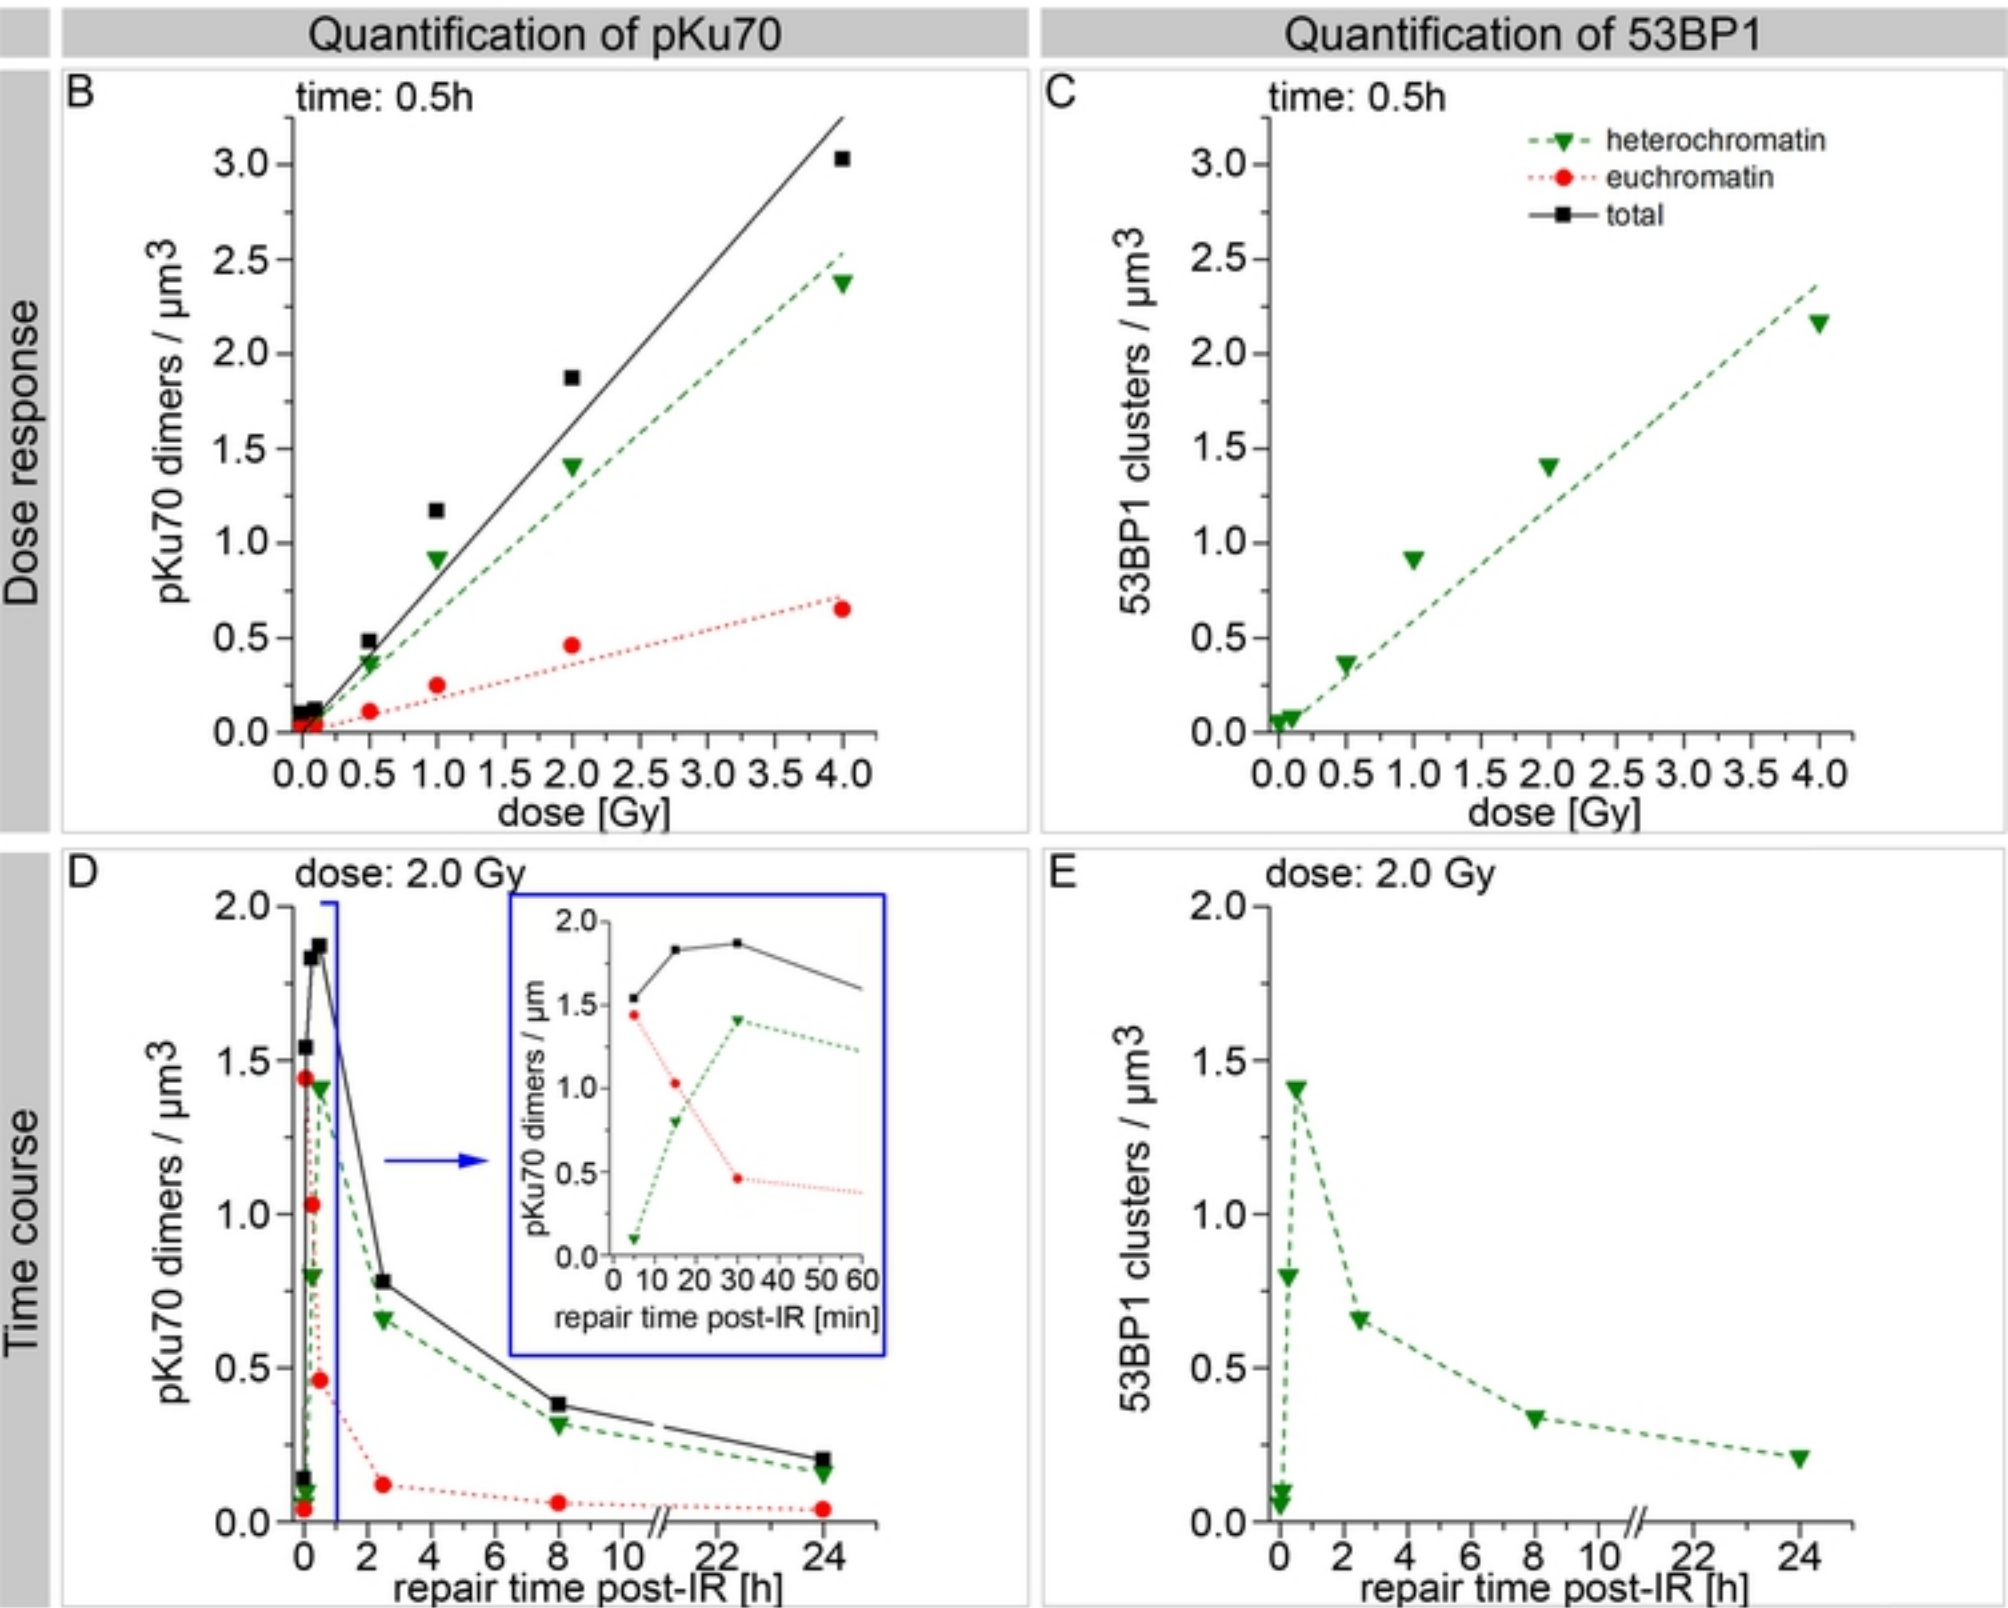 Quantification of pKu70
Quantification of 53BP1
Dose response
B
time: 0.5h
pKu70 dimers / µm3
3.0
2.5
2.0
1.5
1.0
0.5
0.0
0.0 0.5 1.0 1.5 2.0 2.5 3.0 3.5 4.0
dose [Gy]
C
time: 0.5h
heterochromatin
euchromatin
total
53BP1 clusters / µm3
3.0
2.5
2.0
1.5
1.0
0.5
0.0
0.0 0.5 1.0 1.5 2.0 2.5 3.0 3.5 4.0
dose [Gy]
Time course
D
dose: 2.0 Gy
pKu70 dimers / µm3
2.0
1.5
1.0
0.5
0.0
0 2 4 6 8 10 22 24
repair time post-IR [h]
pKu70 dimers / µm
2.0
1.5
1.0
0.5
0.0
0 10 20 30 40 50 60
repair time post-IR [min]
E
dose: 2.0 Gy
53BP1 clusters / µm3
2.0
1.5
1.0
0.5
0.0
0 2 4 6 8 10 22 24
repair time post-IR [h]